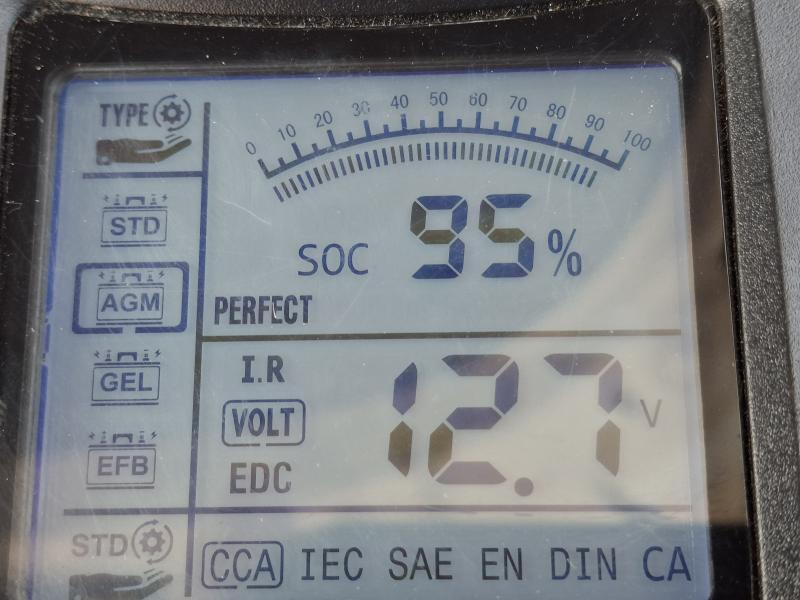 TYPE
0 10 20 30 40 50 60 70 80 90 100
STD
SOC 95%
AGM
PERFECT
GEL
I.R
VOLT 12.7 V
EFB
EDC
STD
CCA IEC SAE EN DIN CA